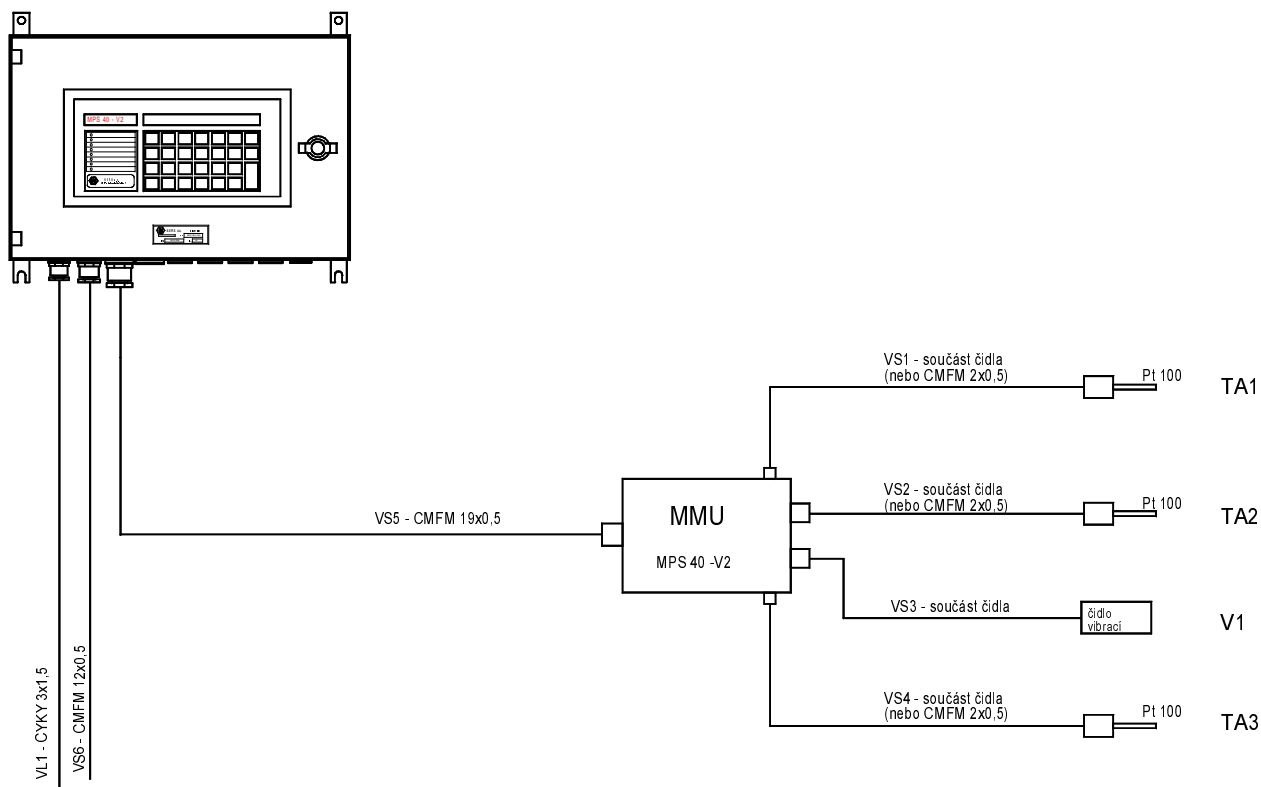 MPS 40 - V2
VS1 - součást čidla
(nebo CMFM 2x0,5)
Pt 100
TA1
VS2 - součást čidla
(nebo CMFM 2x0,5)
Pt 100
TA2
VS5 - CMFM 19x0,5
MMU
MPS 40 -V2
VS3 - součást čidla
čidlo
vibrací
V1
VS4 - součást čidla
(nebo CMFM 2x0,5)
Pt 100
TA3
VL1 - CYKY 3x1,5
VS6 - CMFM 12x0,5